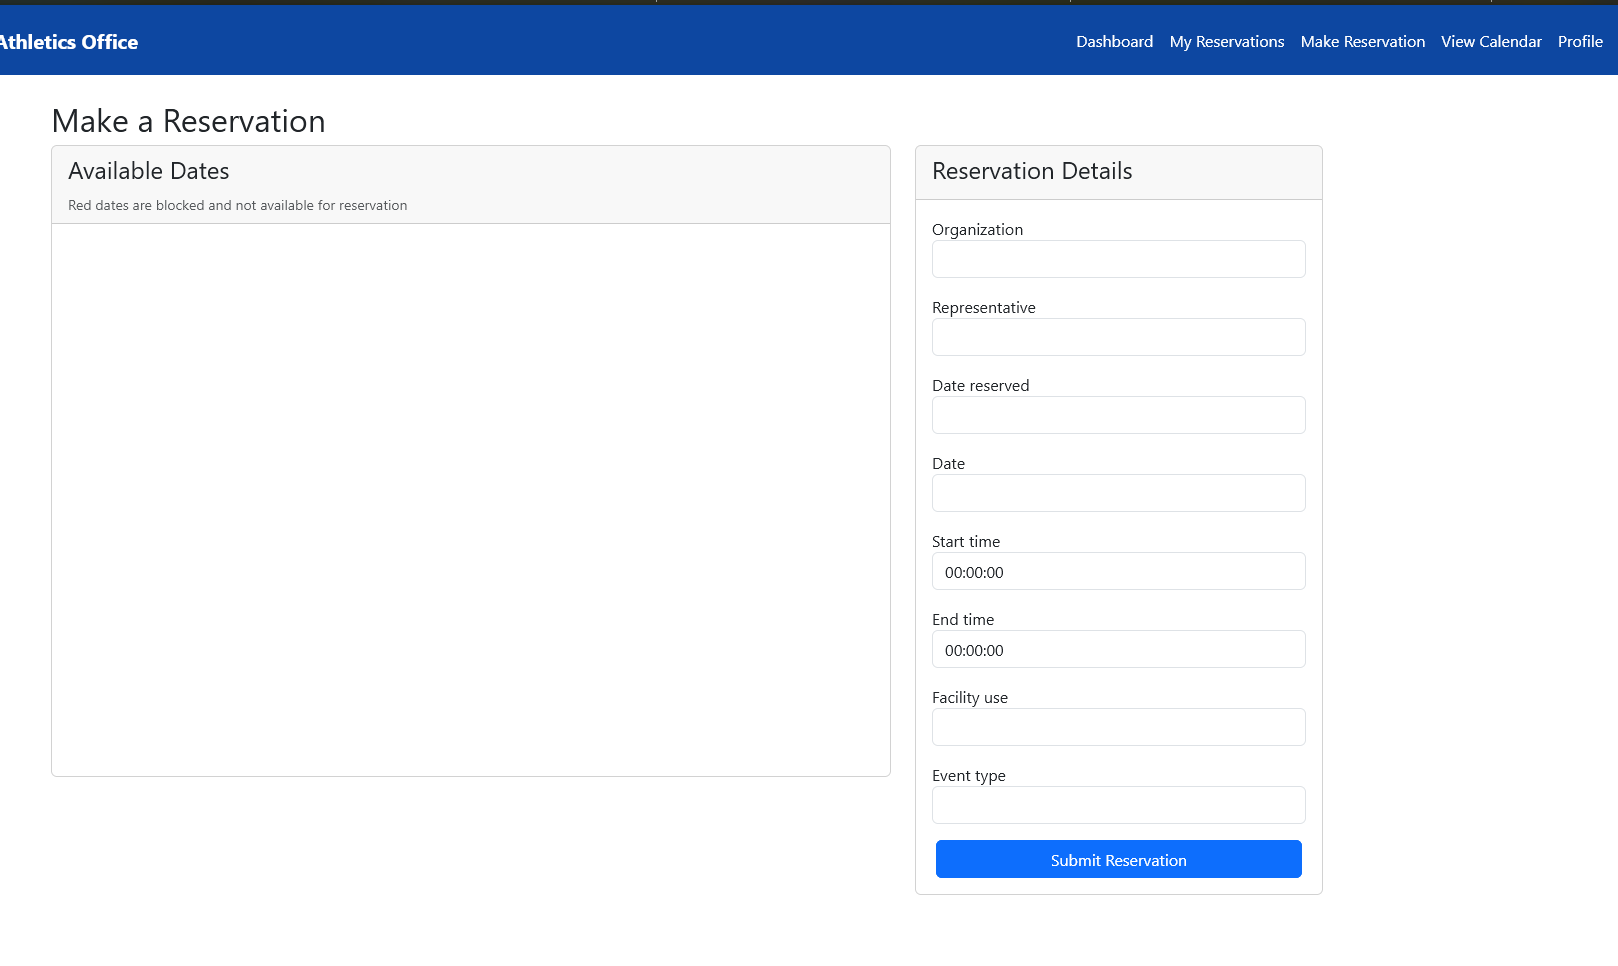 Athletics Office
Dashboard My Reservations Make Reservation View Calendar Profile
Make a Reservation
Available Dates
Red dates are blocked and not available for reservation
Reservation Details
Organization
Representative
Date reserved
Date
Start time
00:00:00
End time
00:00:00
Facility use
Event type
Submit Reservation